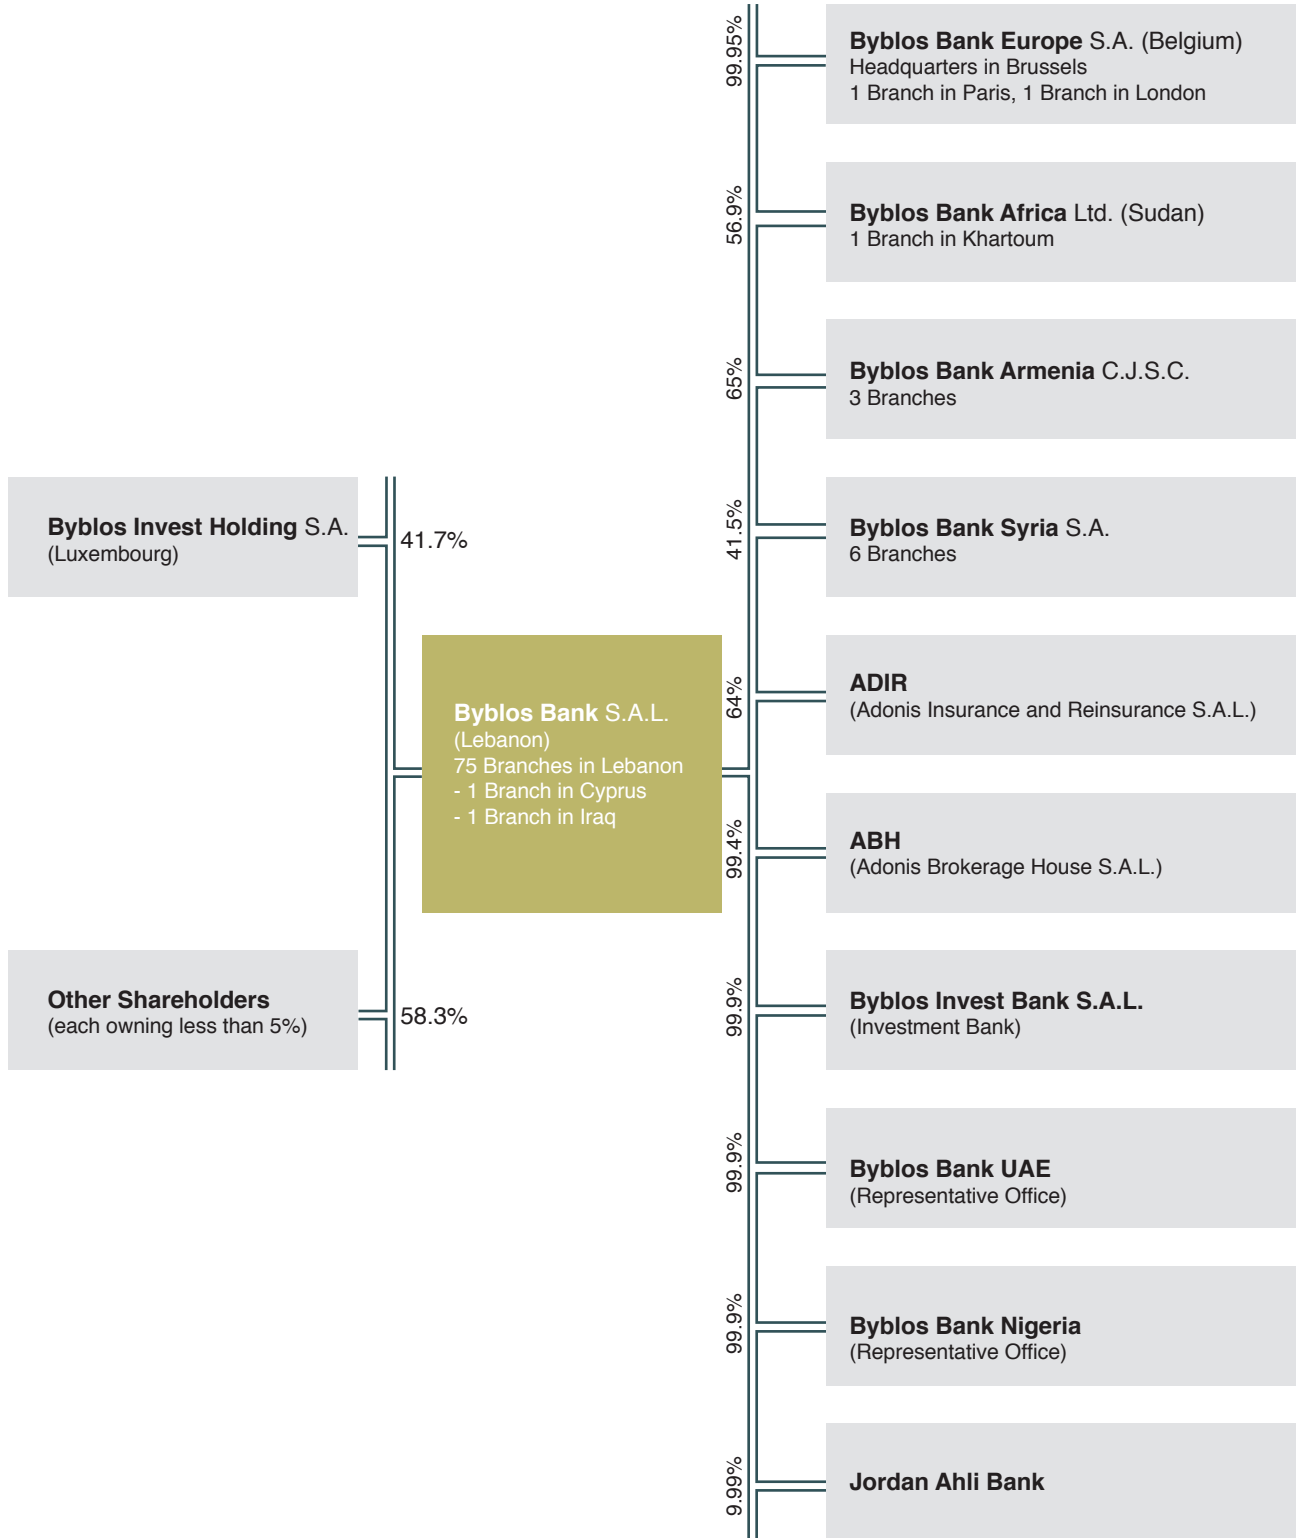 Byblos Invest Holding S.A.
(Luxembourg)
41.7%
Other Shareholders
(each owning less than 5%)
58.3%
Byblos Bank S.A.L.
(Lebanon)
75 Branches in Lebanon
- 1 Branch in Cyprus
- 1 Branch in Iraq
99.95%
Byblos Bank Europe S.A. (Belgium)
Headquarters in Brussels
1 Branch in Paris, 1 Branch in London
56.9%
Byblos Bank Africa Ltd. (Sudan)
1 Branch in Khartoum
65%
Byblos Bank Armenia C.J.S.C.
3 Branches
41.5%
Byblos Bank Syria S.A.
6 Branches
64%
ADIR
(Adonis Insurance and Reinsurance S.A.L.)
99.4%
ABH
(Adonis Brokerage House S.A.L.)
99.9%
Byblos Invest Bank S.A.L.
(Investment Bank)
99.9%
Byblos Bank UAE
(Representative Office)
99.9%
Byblos Bank Nigeria
(Representative Office)
9.99%
Jordan Ahli Bank